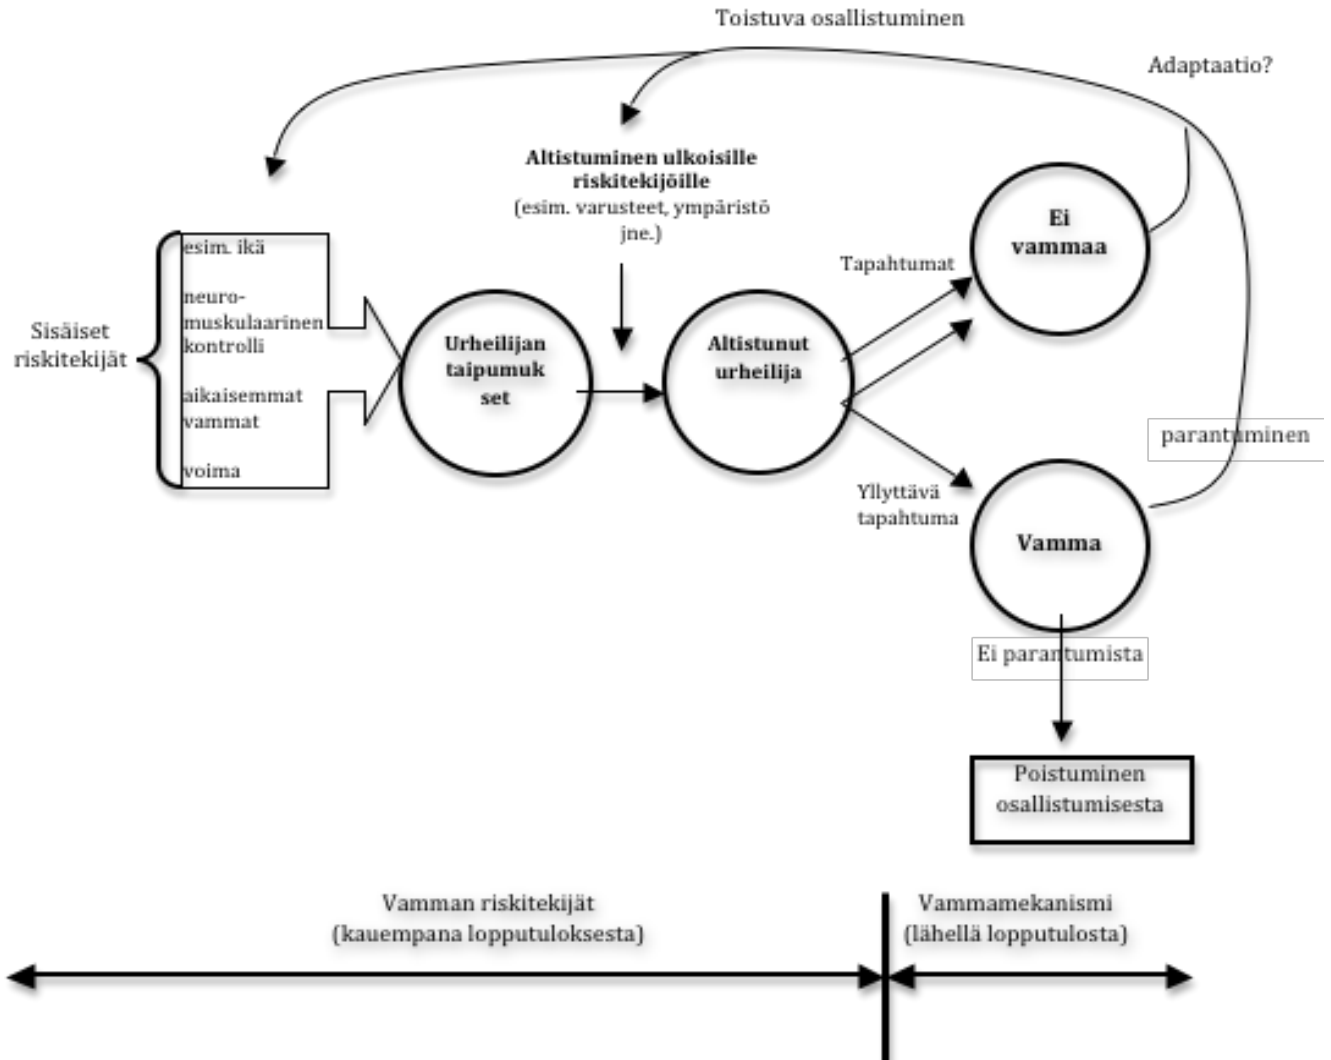 Toistuva osallistuminen
Adaptaatio?
Altistuminen ulkoisille
riskitekijöille
(esim. varusteet, ympäristö
jne.)
Sisäiset
riskitekijät
esim. ikä
neuro-
muskulaarinen
kontrolli
aikaisemmat
vammat
voima
Urheilijan
taipumuk
set
Altistunut
urheilija
Tapahtumat
Ei
vammaa
Yllyttävä
tapahtuma
Vamma
parantuminen
Ei parantumista
Poistuminen
osallistumisesta
Vamman riskitekijät
(kauempana lopputuloksesta)
Vammamekanismi
(lähellä lopputulosta)